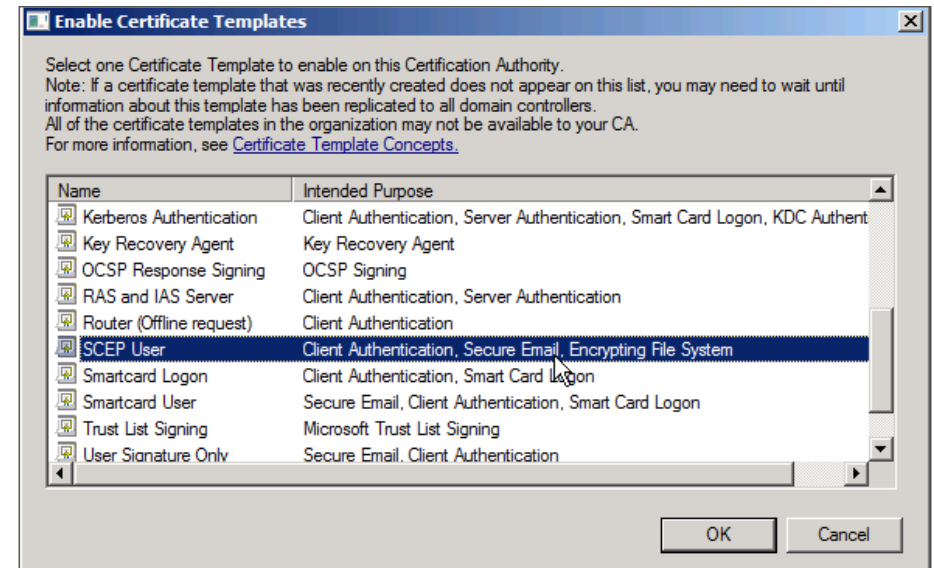 Enable Certificate Templates
Select one Certificate Template to enable on this Certification Authority.
Note: If a certificate template that was recently created does not appear on this list, you may need to wait until
information about this template has been replicated to all domain controllers.
All of the certificate templates in the organization may not be available to your CA.
For more information, see Certificate Template Concepts.
Name Intended Purpose
Kerberos Authentication Client Authentication, Server Authentication, Smart Card Logon, KDC Authent
Key Recovery Agent Key Recovery Agent
OCSP Response Signing OCSP Signing
RAS and IAS Server Client Authentication, Server Authentication
Router (Offline request) Client Authentication
SCEP User Client Authentication, Secure Email, Encrypting File System
Smartcard Logon Client Authentication, Smart Card Logon
Smartcard User Secure Email, Client Authentication, Smart Card Logon
Trust List Signing Microsoft Trust List Signing
User Signature Only Secure Email, Client Authentication
OK Cancel